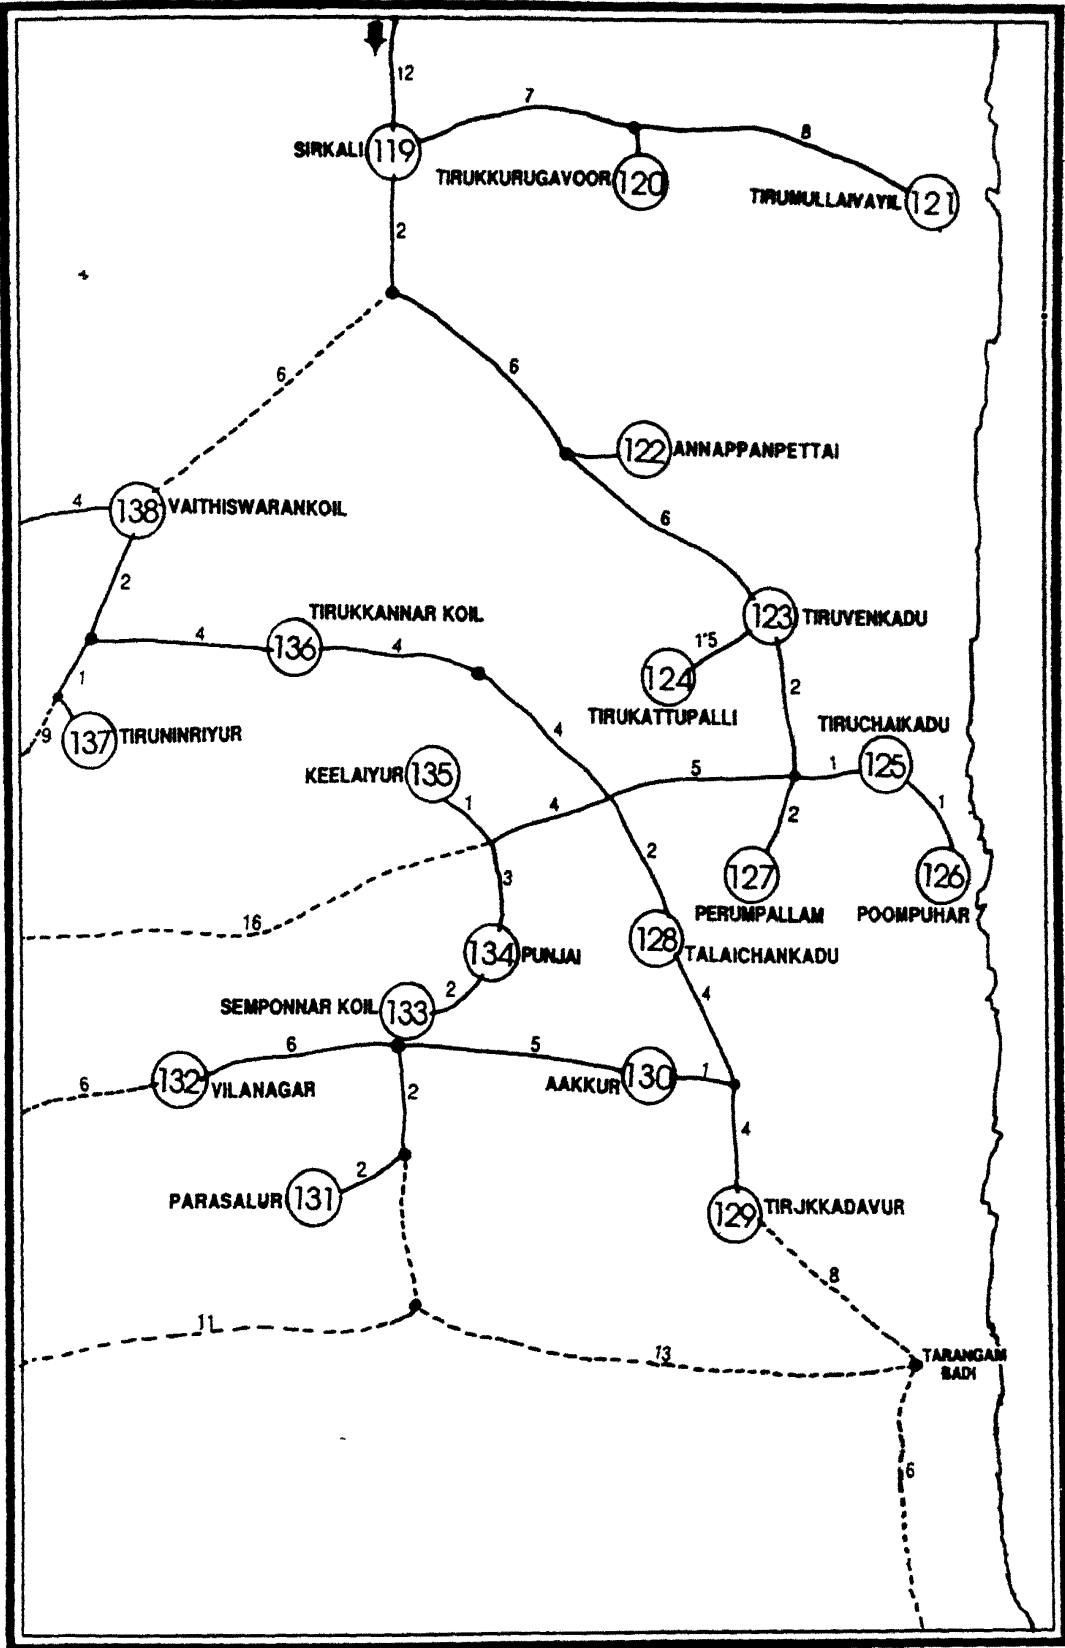 12
7
8
SIRKALI 119
TIRUKKURUGAVOOR 120
TIRUMULLAIVAYIL 121
2
6
6
122 ANNAPPANPETTAI
4
138 VAITHISWARANKOIL
6
2
TIRUKKANNAR KOIL
123 TIRUVENKADU
4
136
4
1·5
124
1
2
TIRUKATTUPALLI
TIRUCHAIKADU
9
137 TIRUNINRIYUR
4
KEELAIYUR 135
5
1
125
1
4
1
2
2
127
126
3
PERUMPALLAM
POOMPUHAR
16
128
134 PUNJAI
TALAICHANKADU
2
4
SEMPONNAR KOIL 133
6
5
6
132 VILANAGAR
AAKKUR 130
1
2
4
2
PARASALUR 131
129 TIRJKKADAVUR
8
11
13
TARANGAM
BADI
6